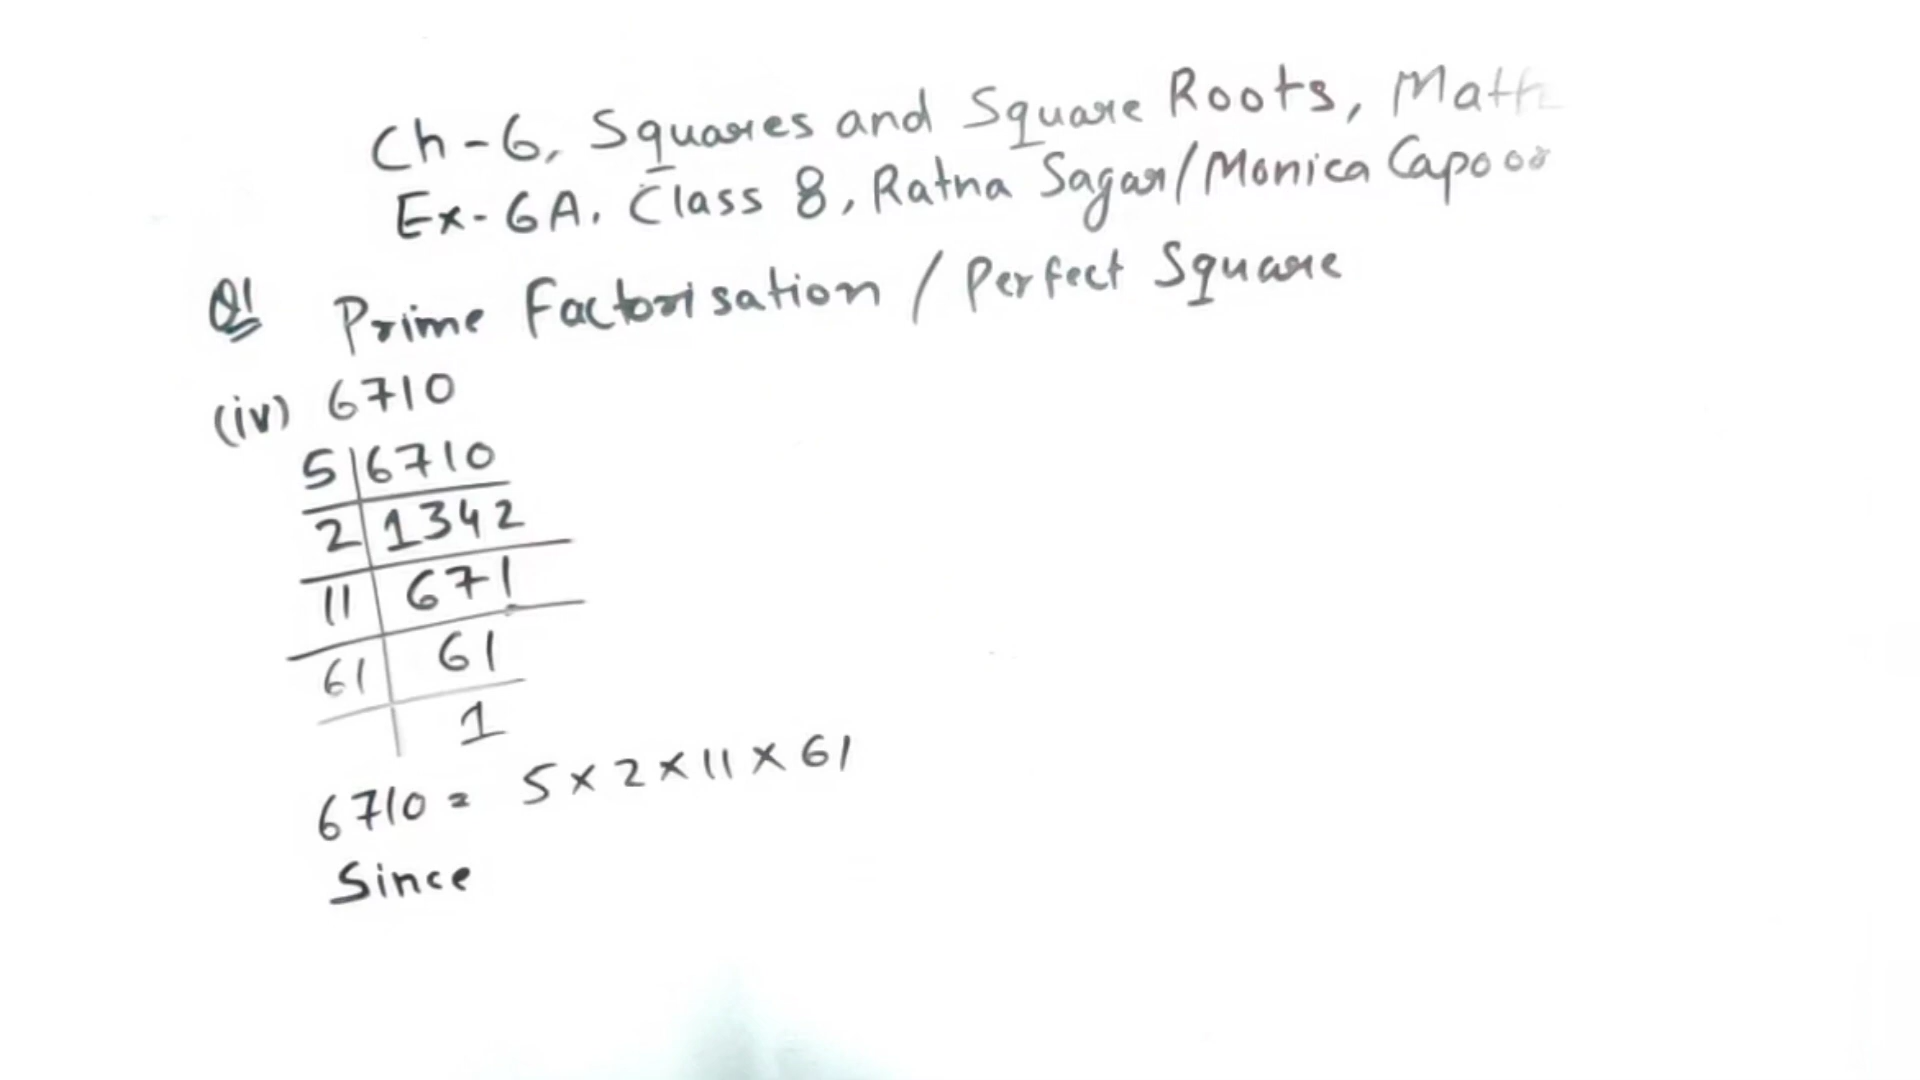 Ch-6, Squares and Square Roots, Math
Ex-6A, Class 8, Ratna Sagar/Monica Capoor
Q1 Prime Factorisation / Perfect Square
(iv) 6710
5|6710
2|1342
11|671
61|61
1
6710 = 5×2×11×61
Since